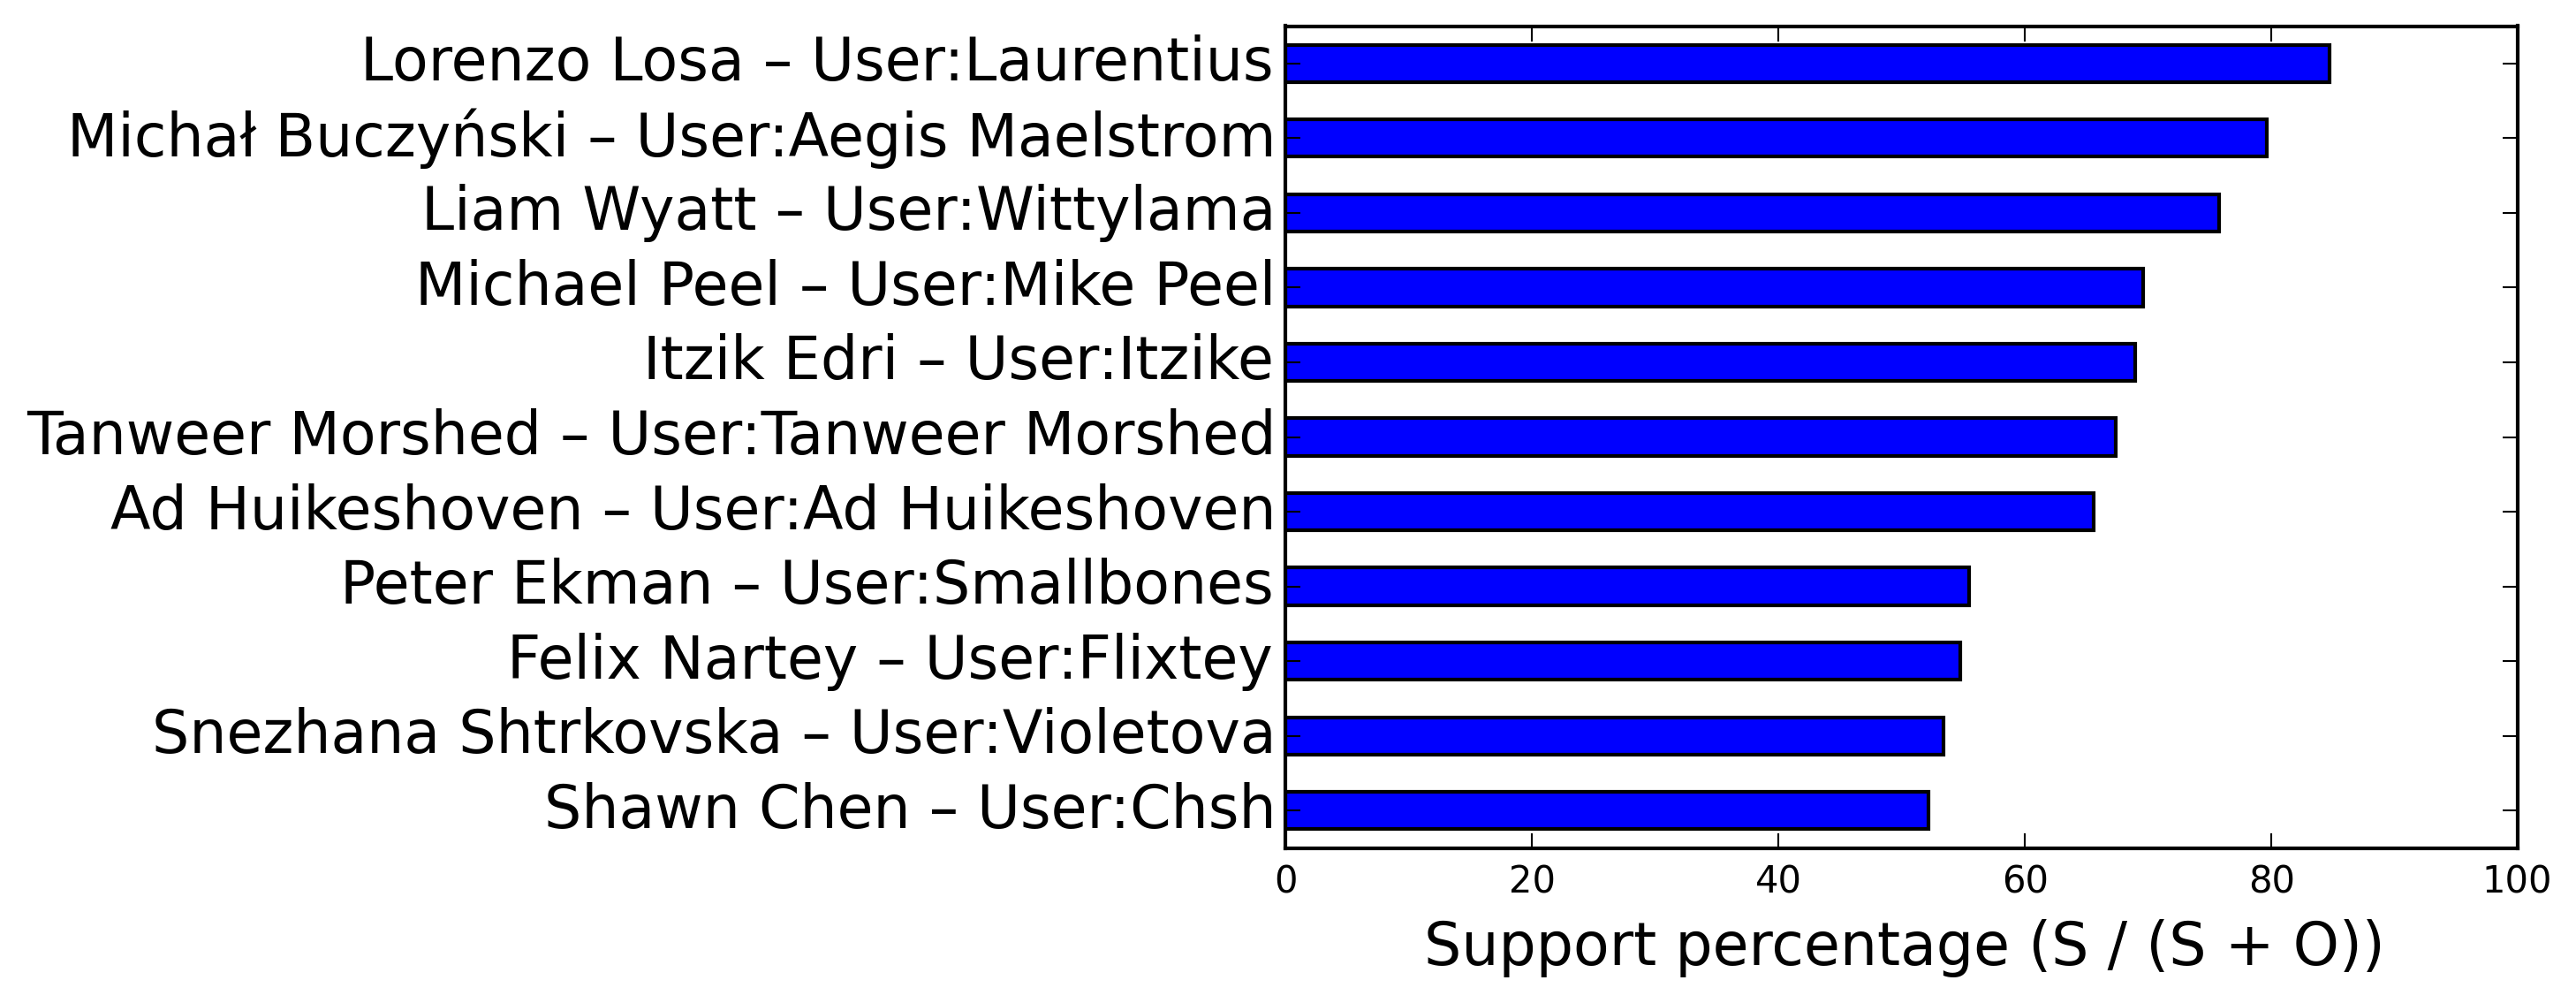 Lorenzo Losa – User:Laurentius
Michał Buczyński – User:Aegis Maelstrom
Liam Wyatt – User:Wittylama
Michael Peel – User:Mike Peel
Itzik Edri – User:Itzike
Tanweer Morshed – User:Tanweer Morshed
Ad Huikeshoven – User:Ad Huikeshoven
Peter Ekman – User:Smallbones
Felix Nartey – User:Flixtey
Snezhana Shtrkovska – User:Violetova
Shawn Chen – User:Chsh
0 20 40 60 80 100
Support percentage (S / (S + O))